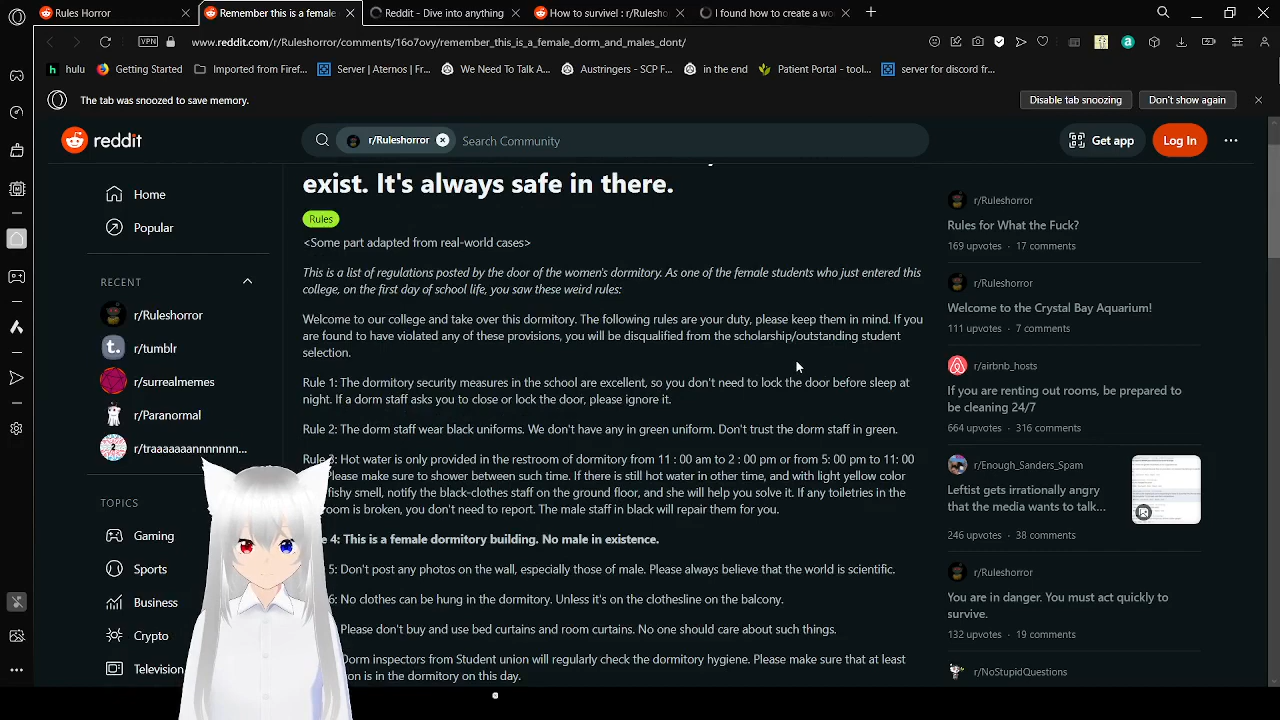 Rules Horror
Remember this is a female
Reddit - Dive into anything
How to survivel : r/Rulesho
I found how to create a wo
VPN
www.reddit.com/r/Ruleshorror/comments/16o7ovy/remember_this_is_a_female_dorm_and_males_dont/
hulu
Getting Started
Imported from Firef...
Server | Aternos | Fr...
We Need To Talk A...
Austringers - SCP F...
in the end
Patient Portal - tool...
server for discord fr...
The tab was snoozed to save memory.
Disable tab snoozing
Don't show again
reddit
r/Ruleshorror
Search Community
Get app
Log In
Home
Popular
RECENT
r/Ruleshorror
r/tumblr
r/surrealmemes
r/Paranormal
r/traaaaaannnnnn...
TOPICS
Gaming
Sports
Business
Crypto
Television
exist. It's always safe in there.
Rules
<Some part adapted from real-world cases>
This is a list of regulations posted by the door of the women's dormitory. As one of the female students who just entered this
college, on the first day of school life, you saw these weird rules:
Welcome to our college and take over this dormitory. The following rules are your duty, please keep them in mind. If you
are found to have violated any of these provisions, you will be disqualified from the scholarship/outstanding student
selection.
Rule 1: The dormitory security measures in the school are excellent, so you don't need to lock the door before sleep at
night. If a dorm staff asks you to close or lock the door, please ignore it.
Rule 2: The dorm staff wear black uniforms. We don't have any in green uniform. Don't trust the dorm staff in green.
Rule 3: Hot water is only provided in the restroom of dormitory from 11 : 00 am to 2 : 00 pm or from 5: 00 pm to 11: 00
please make sure to shower then and there. If there is still hot water in other time, and with light yellow color
fishy smell, notify the black-clothes staff on the ground floor, and she will help you solve it. If any toiletries in the
is broken, you don't need to report. The male staff in black will repair them for you.
4: This is a female dormitory building. No male in existence.
5: Don't post any photos on the wall, especially those of male. Please always believe that the world is scientific.
6: No clothes can be hung in the dormitory. Unless it's on the clothesline on the balcony.
Please don't buy and use bed curtains and room curtains. No one should care about such things.
Dorm inspectors from Student union will regularly check the dormitory hygiene. Please make sure that at least
is in the dormitory on this day.
r/Ruleshorror
Rules for What the Fuck?
169 upvotes · 17 comments
r/Ruleshorror
Welcome to the Crystal Bay Aquarium!
111 upvotes · 7 comments
r/airbnb_hosts
If you are renting out rooms, be prepared to
be cleaning 24/7
664 upvotes · 316 comments
r/Enough_Sanders_Spam
Leftist gets irrationally angry
that the media wants to talk...
246 upvotes · 38 comments
r/Ruleshorror
You are in danger. You must act quickly to
survive.
132 upvotes · 19 comments
r/NoStupidQuestions